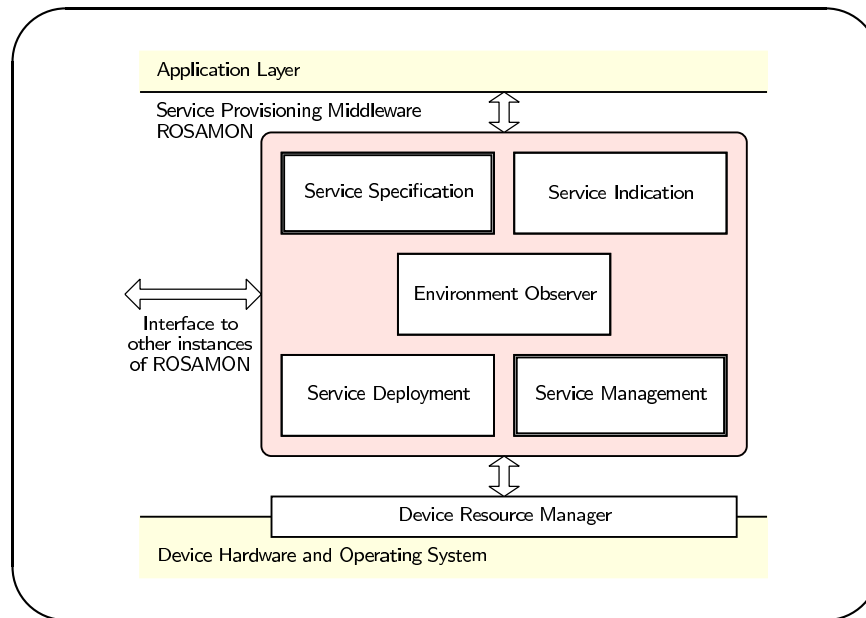 Application Layer
Service Provisioning Middleware
ROSAMON
Service Specification
Service Indication
Environment Observer
Interface to
other instances
of ROSAMON
Service Deployment
Service Management
Device Resource Manager
Device Hardware and Operating System